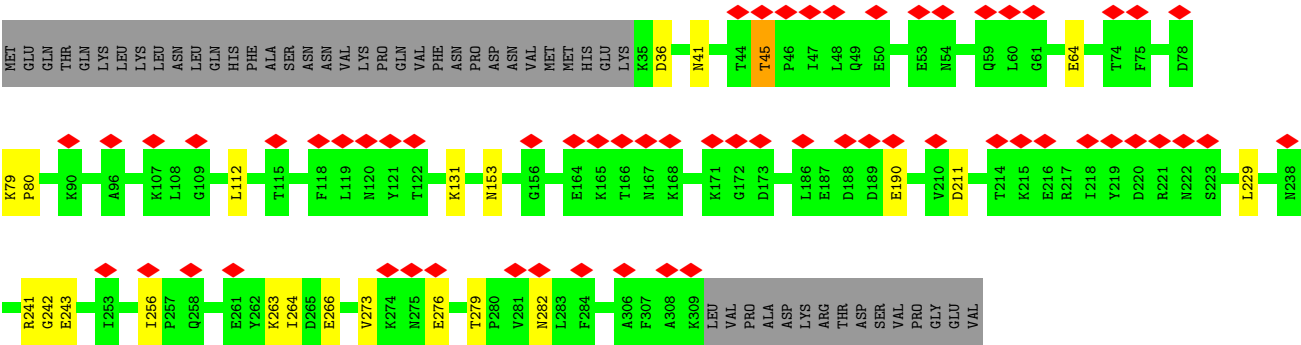 MET GLU GLN THR GLN LYS LEU LYS LEU ASN LEU GLN HIS PHE ALA SER ASN ASN VAL LYS PRO GLN VAL PHE ASN PRO ASP ASN VAL MET MET HIS GLU LYS K35 D36 N41 T44 T45 P46 I47 L48 Q49 E50 E53 N54 Q59 L60 G61 E64 T74 F75 D78
K79 P80 K90 A96 K107 L108 G109 L112 T115 F118 L119 N120 Y121 T122 K131 N153 G156 E164 K165 T166 N167 K168 K171 G172 D173 L186 E187 D188 D189 E190 V210 D211 T214 K215 E216 R217 I218 Y219 D220 R221 N222 S223 L229 N238
R241 G242 E243 I253 I256 P257 Q258 E261 Y262 K263 I264 D265 E266 V273 K274 N275 E276 T279 P280 V281 N282 L283 F284 A306 F307 A308 K309 LEU VAL PRO ALA ASP LYS ARG THR ASP SER VAL PRO GLY GLU VAL